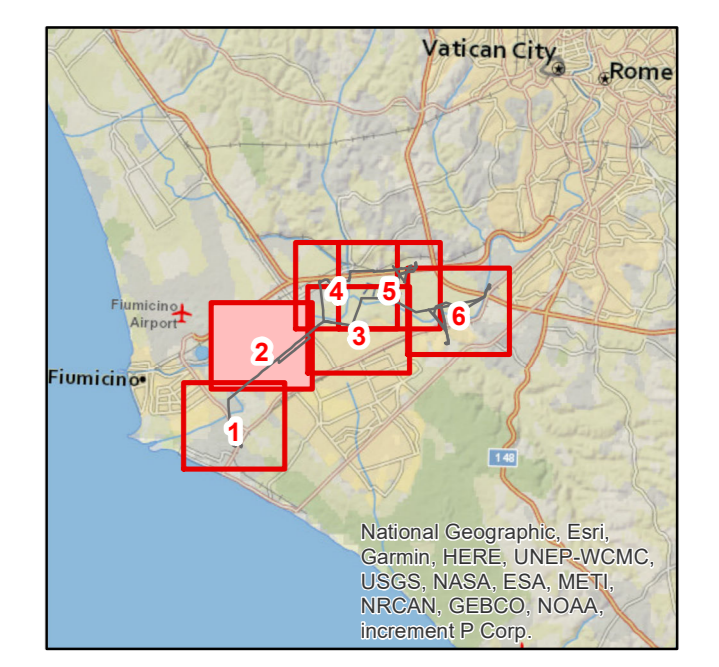 Vatican City
Rome
4
5
Fiumicino
Airport
6
3
2
Fiumicino
1
148
National Geographic, Esri,
Garmin, HERE, UNEP-WCMC,
USGS, NASA, ESA, METI,
NRCAN, GEBCO, NOAA,
increment P Corp.